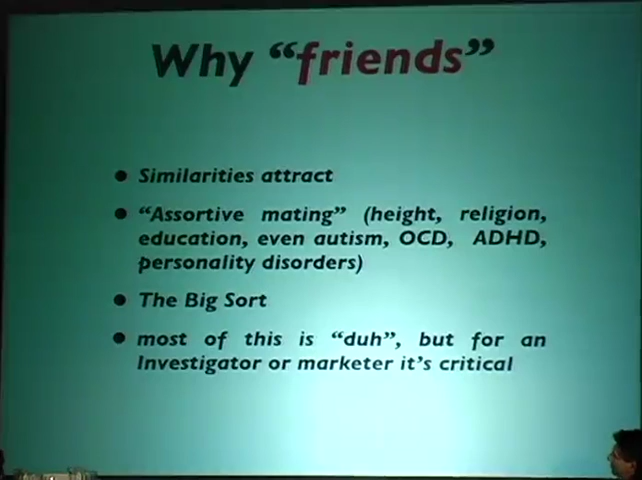 Why “friends”
• Similarities attract
• “Assortive mating” (height, religion,
education, even autism, OCD, ADHD,
personality disorders)
• The Big Sort
• most of this is “duh”, but for an
Investigator or marketer it’s critical